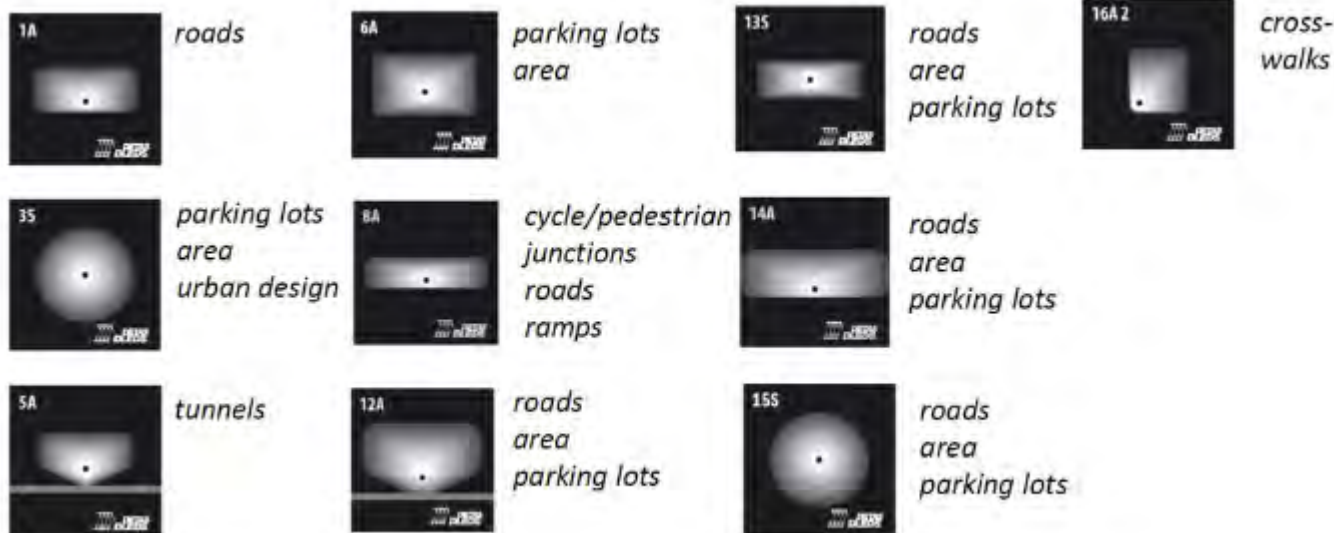 1A
roads
6A
parking lots
area
13S
roads
area
parking lots
16A2
cross-
walks
3S
parking lots
area
urban design
8A
cycle/pedestrian
junctions
roads
ramps
14A
roads
area
parking lots
5A
tunnels
12A
roads
area
parking lots
15S
roads
area
parking lots